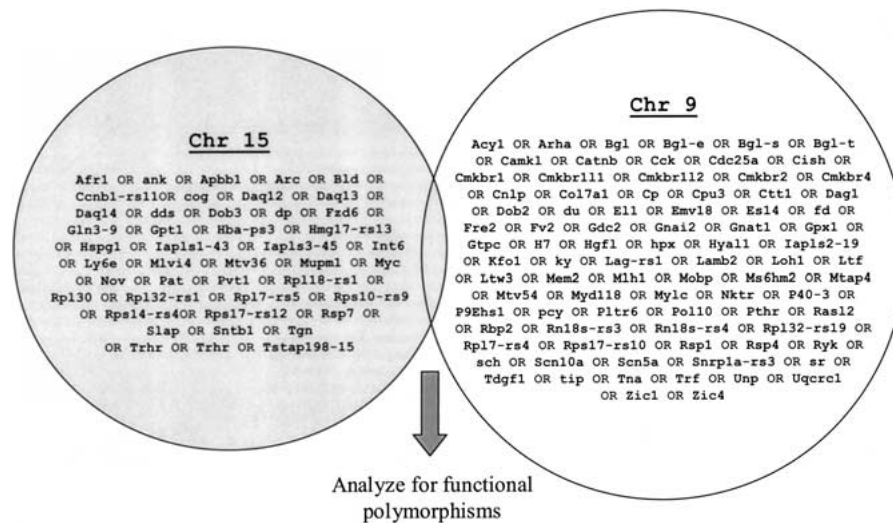 Chr 15
Afr1 OR ank OR Apbb1 OR Arc OR Bld OR
Ccnb1-rs11OR cog OR Daq12 OR Daq13 OR
Daq14 OR dds OR Dob3 OR dp OR Fzd6 OR
Gln3-9 OR Gpt1 OR Hba-ps3 OR Hmg17-rs13
OR Hspg1 OR Iapls1-43 OR Iapls3-45 OR Int6
OR Ly6e OR Mlvi4 OR Mtv36 OR Mupm1 OR Myc
OR Nov OR Pat OR Pvt1 OR Rpl18-rs1 OR
Rpl30 OR Rpl32-rs1 OR Rpl7-rs5 OR Rps10-rs9
OR Rps14-rs4OR Rps17-rs12 OR Rsp7 OR
Slap OR Sntb1 OR Tgn
OR Trhr OR Trhr OR Tstap198-15
Chr 9
Acy1 OR Arha OR Bgl OR Bgl-e OR Bgl-s OR Bgl-t
OR Camk1 OR Catnb OR Cck OR Cdc25a OR Cish OR
Cmkbr1 OR Cmkbr1l1 OR Cmkbr1l2 OR Cmkbr2 OR Cmkbr4
OR Cnlp OR Col7a1 OR Cp OR Cpu3 OR Ctt1 OR Dag1
OR Dob2 OR du OR Ell OR Emv18 OR Es14 OR fd OR
Fre2 OR Fv2 OR Gdc2 OR Gnai2 OR Gnat1 OR Gpx1 OR
Gtpc OR H7 OR Hgfl OR hpx OR Hyal1 OR Iapls2-19
OR Kfo1 OR ky OR Lag-rs1 OR Lamb2 OR Loh1 OR Ltf OR
Ltw3 OR Mem2 OR Mlh1 OR Mobp OR Ms6hm2 OR Mtap4
OR Mtv54 OR Myd118 OR Mylc OR Nktr OR P40-3 OR
P9Ehs1 OR pcy OR Pltr6 OR Pol10 OR Pthr OR Rasl2
OR Rbp2 OR Rn18s-rs3 OR Rn18s-rs4 OR Rpl32-rs19 OR
Rpl7-rs4 OR Rps17-rs10 OR Rsp1 OR Rsp4 OR Ryk OR
sch OR Scn10a OR Scn5a OR Snrp1a-rs3 OR sr OR
Tdgf1 OR tip OR Tna OR Trf OR Unp OR Uqcrc1
OR Zic1 OR Zic4
Analyze for functional
polymorphisms